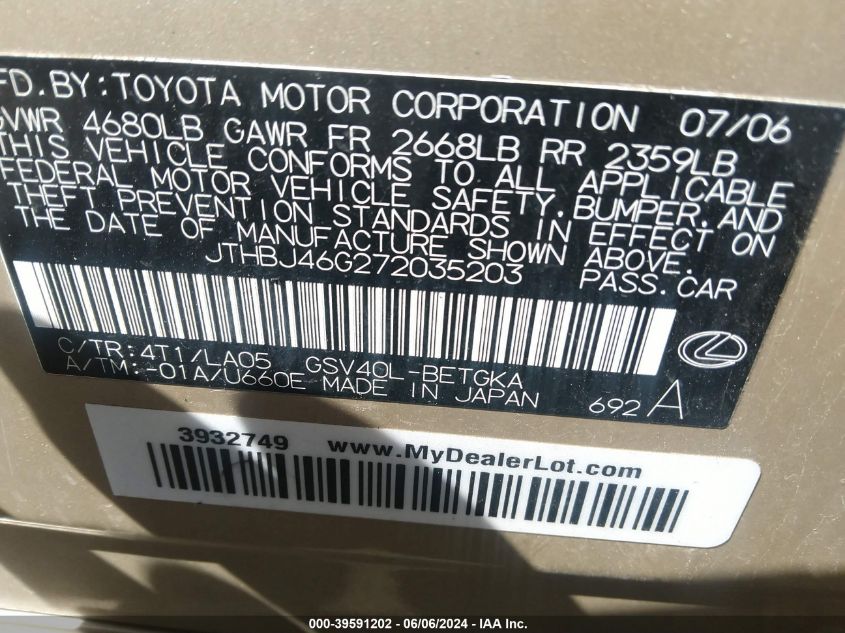 MFD. BY: TOYOTA MOTOR CORPORATION 07/06
GVWR 4680LB GAWR FR 2668LB RR 2359LB
THIS VEHICLE CONFORMS TO ALL APPLICABLE
FEDERAL MOTOR VEHICLE SAFETY, BUMPER, AND
THEFT PREVENTION STANDARDS IN EFFECT ON
THE DATE OF MANUFACTURE SHOWN ABOVE.
JTHBJ46G272035203 PASS. CAR
C/TR: 4T1/LA05 GSV40L-BETGKA
A/TM: -01A/U660E MADE IN JAPAN
692 A
3932749 www.MyDealerLot.com
000-39591202 - 06/06/2024 - IAA Inc.